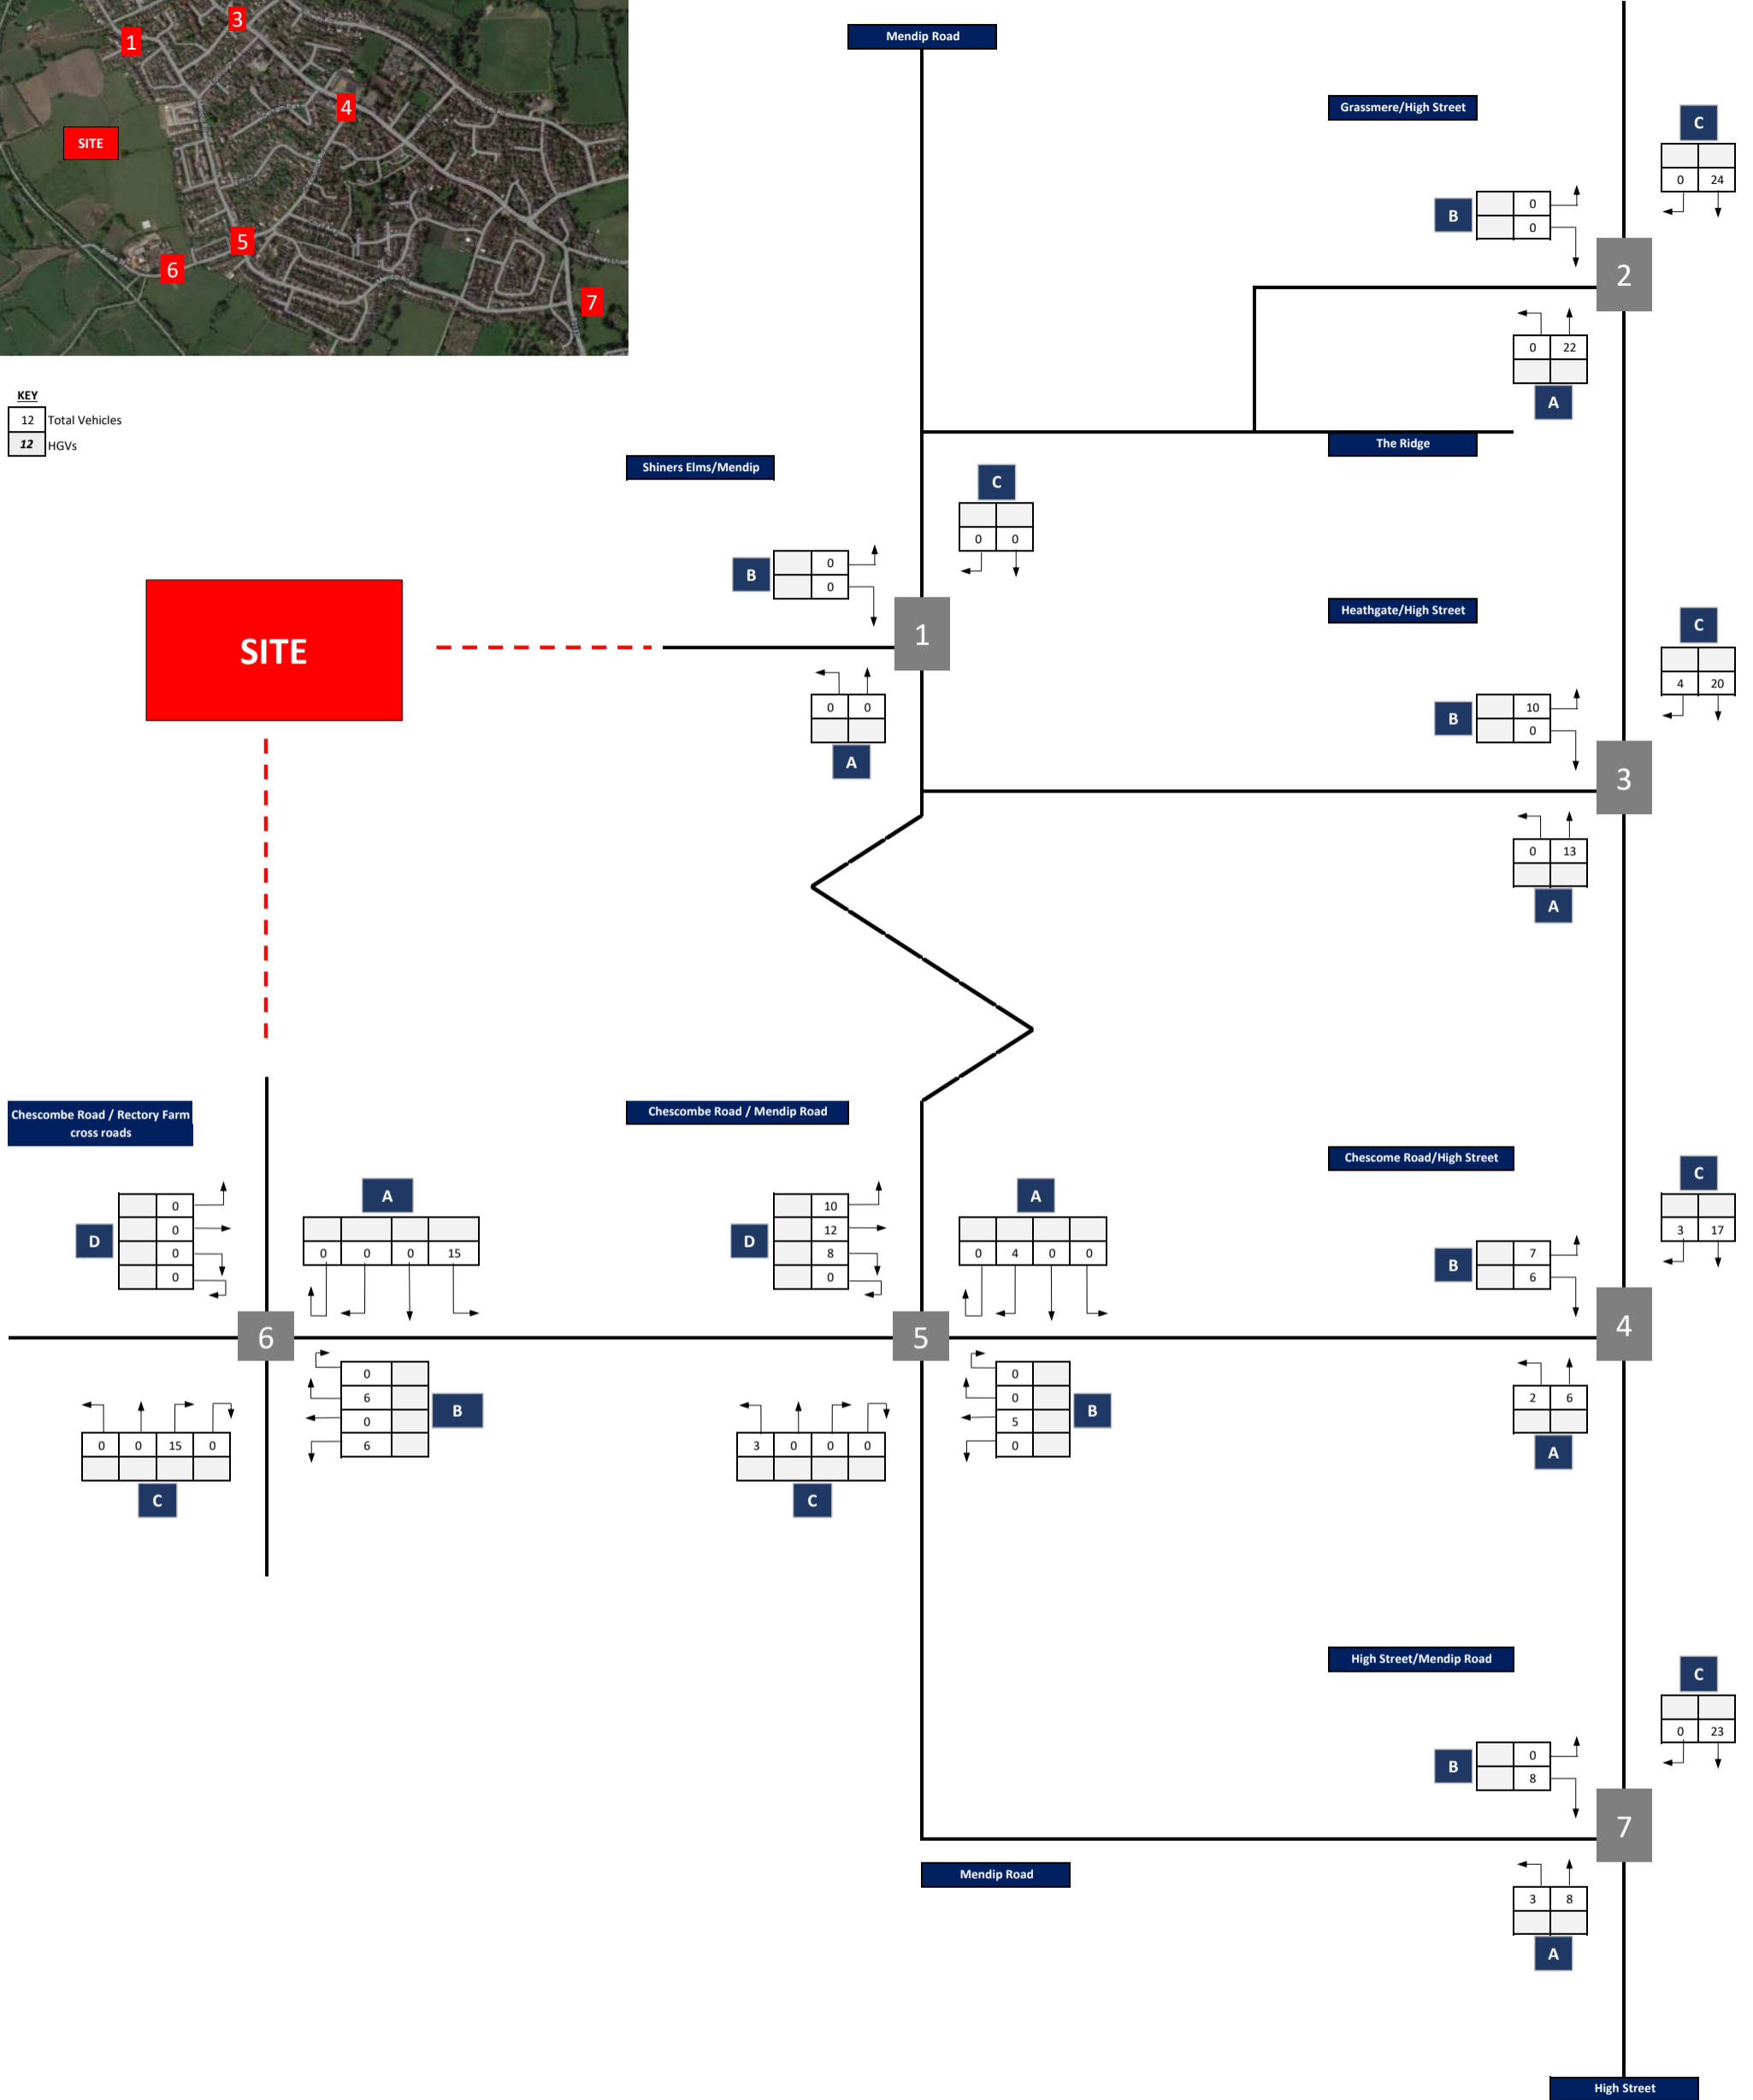 3
1
4
SITE
5
6
7
KEY
12 Total Vehicles
12 HGVs
Mendip Road
Grassmere/High Street
C
0 24
B
0
0
2
0 22
A
The Ridge
Shiners Elms/Mendip
C
0 0
B
0
0
1
0 0
A
SITE
Heathgate/High Street
C
4 20
B
10
0
3
0 13
A
Chescombe Road / Rectory Farm
cross roads
A
0 0 0 15
D
0
0
0
0
6
0
6
0
6
B
0 0 15 0
C
Chescombe Road / Mendip Road
A
0 4 0 0
D
10
12
8
0
5
0
0
5
0
B
3 0 0 0
C
Chescome Road/High Street
C
3 17
B
7
6
4
2 6
A
High Street/Mendip Road
C
0 23
B
0
8
7
Mendip Road
3 8
A
High Street